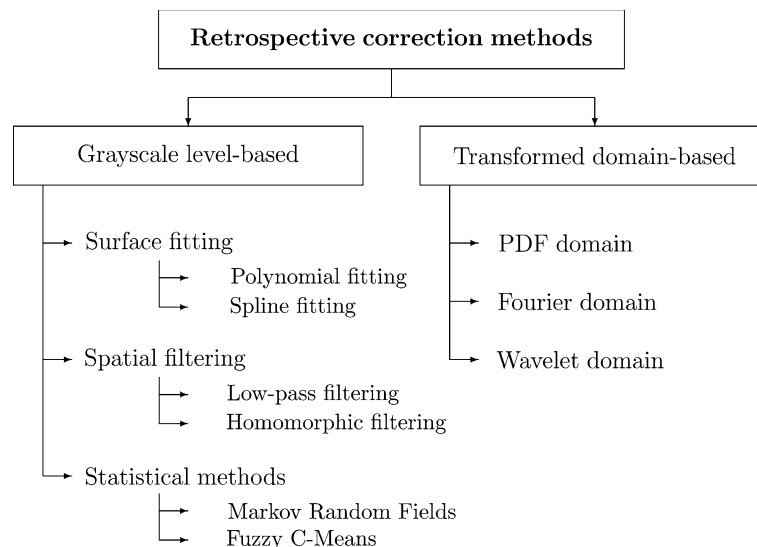 Retrospective correction methods
Grayscale level-based
Surface fitting
Polynomial fitting
Spline fitting
Spatial filtering
Low-pass filtering
Homomorphic filtering
Statistical methods
Markov Random Fields
Fuzzy C-Means
Transformed domain-based
PDF domain
Fourier domain
Wavelet domain